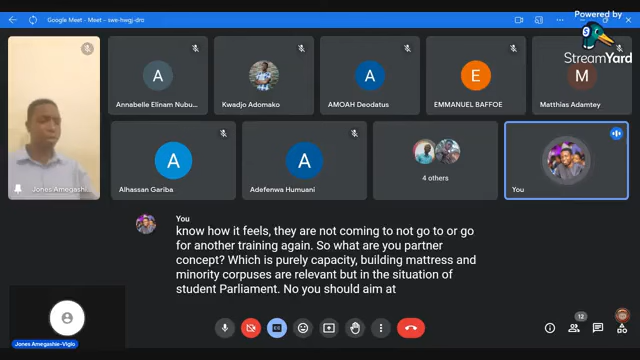 Google Meet - Meet - swe-hwrg-dro
Powered by
StreamYard
A
A
E
M
Annabelle Elinam Nubu...
Kwadjo Adomako
AMOAH Deodatus
EMMANUEL BAFFOE
Matthias Adamtey
A
A
Jones Amegashi...
Alhassan Gariba
Adefenwa Humuani
4 others
You
You
know how it feels, they are not coming to not go to or go
for another training again. So what are you partner
concept? Which is purely capacity, building mattress and
minority corpuses are relevant but in the situation of
student Parliament. No you should aim at
Jones Amegashie-Viglo
12